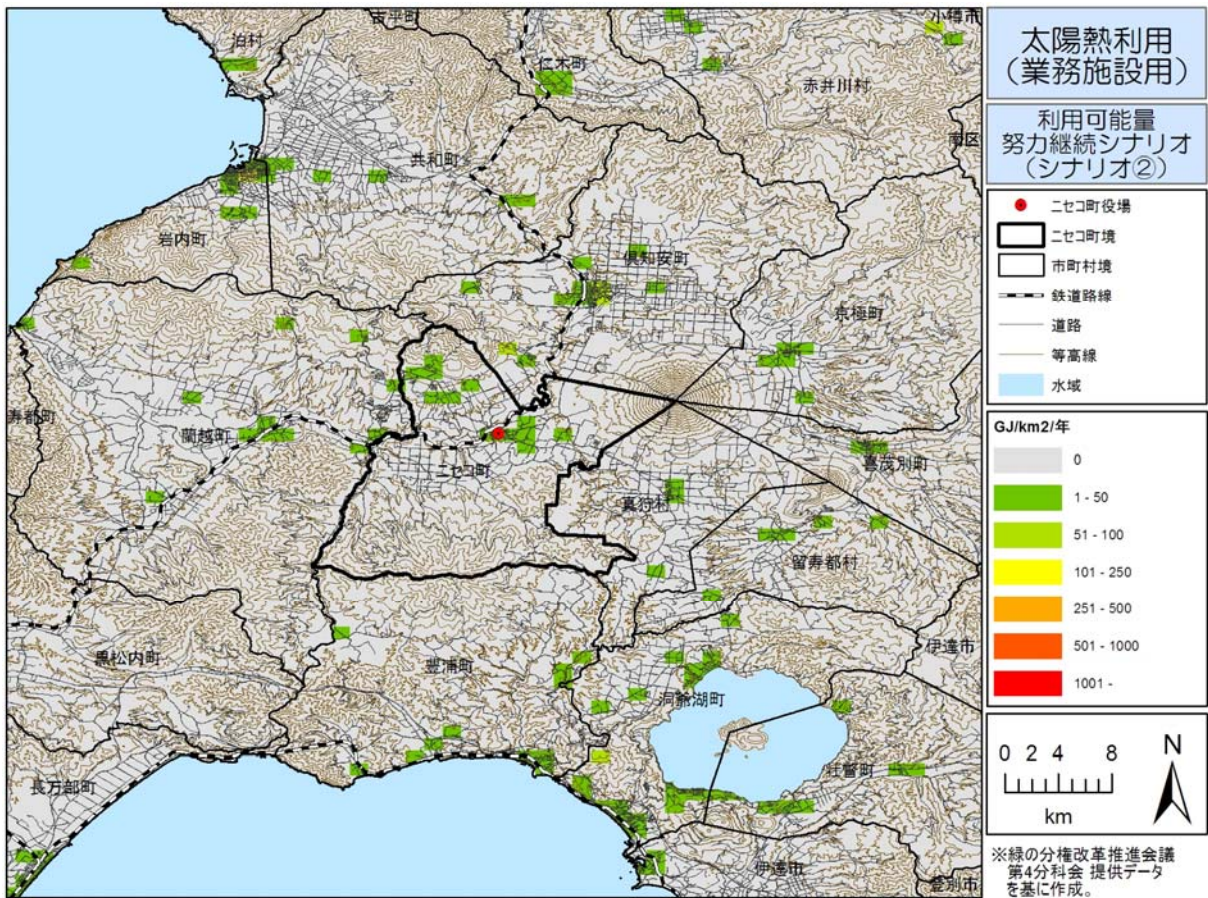 古平町
小樽市
泊村
仁木町
赤井川村
南区
共和町
岩内町
倶知安町
京極町
寿都町
蘭越町
ニセコ町
喜茂別町
真狩村
留寿都村
黒松内町
豊浦町
伊達市
洞爺湖町
長万部町
壮瞥町
伊達市
登別市
太陽熱利用
(業務施設用)
利用可能量
努力継続シナリオ
(シナリオ②)
ニセコ町役場
ニセコ町境
市町村境
鉄道路線
道路
等高線
水域
GJ/km2/年
0
1 - 50
51 - 100
101 - 250
251 - 500
501 - 1000
1001 -
0 2 4 8
km
N
※緑の分権改革推進会議
第4分科会 提供データ
を基に作成。